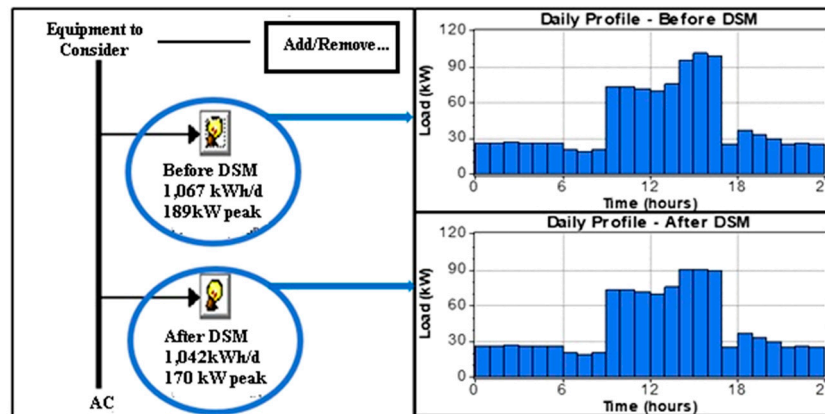 Equipment to
Consider
Add/Remove...
Before DSM
1,067 kWh/d
189kW peak
After DSM
1,042kWh/d
170 kW peak
AC
Daily Profile - Before DSM
Load (kW)
120
90
60
30
0
0 6 12 18 24
Time (hours)
Daily Profile - After DSM
Load (kW)
120
90
60
30
0
0 6 12 18 24
Time (hours)